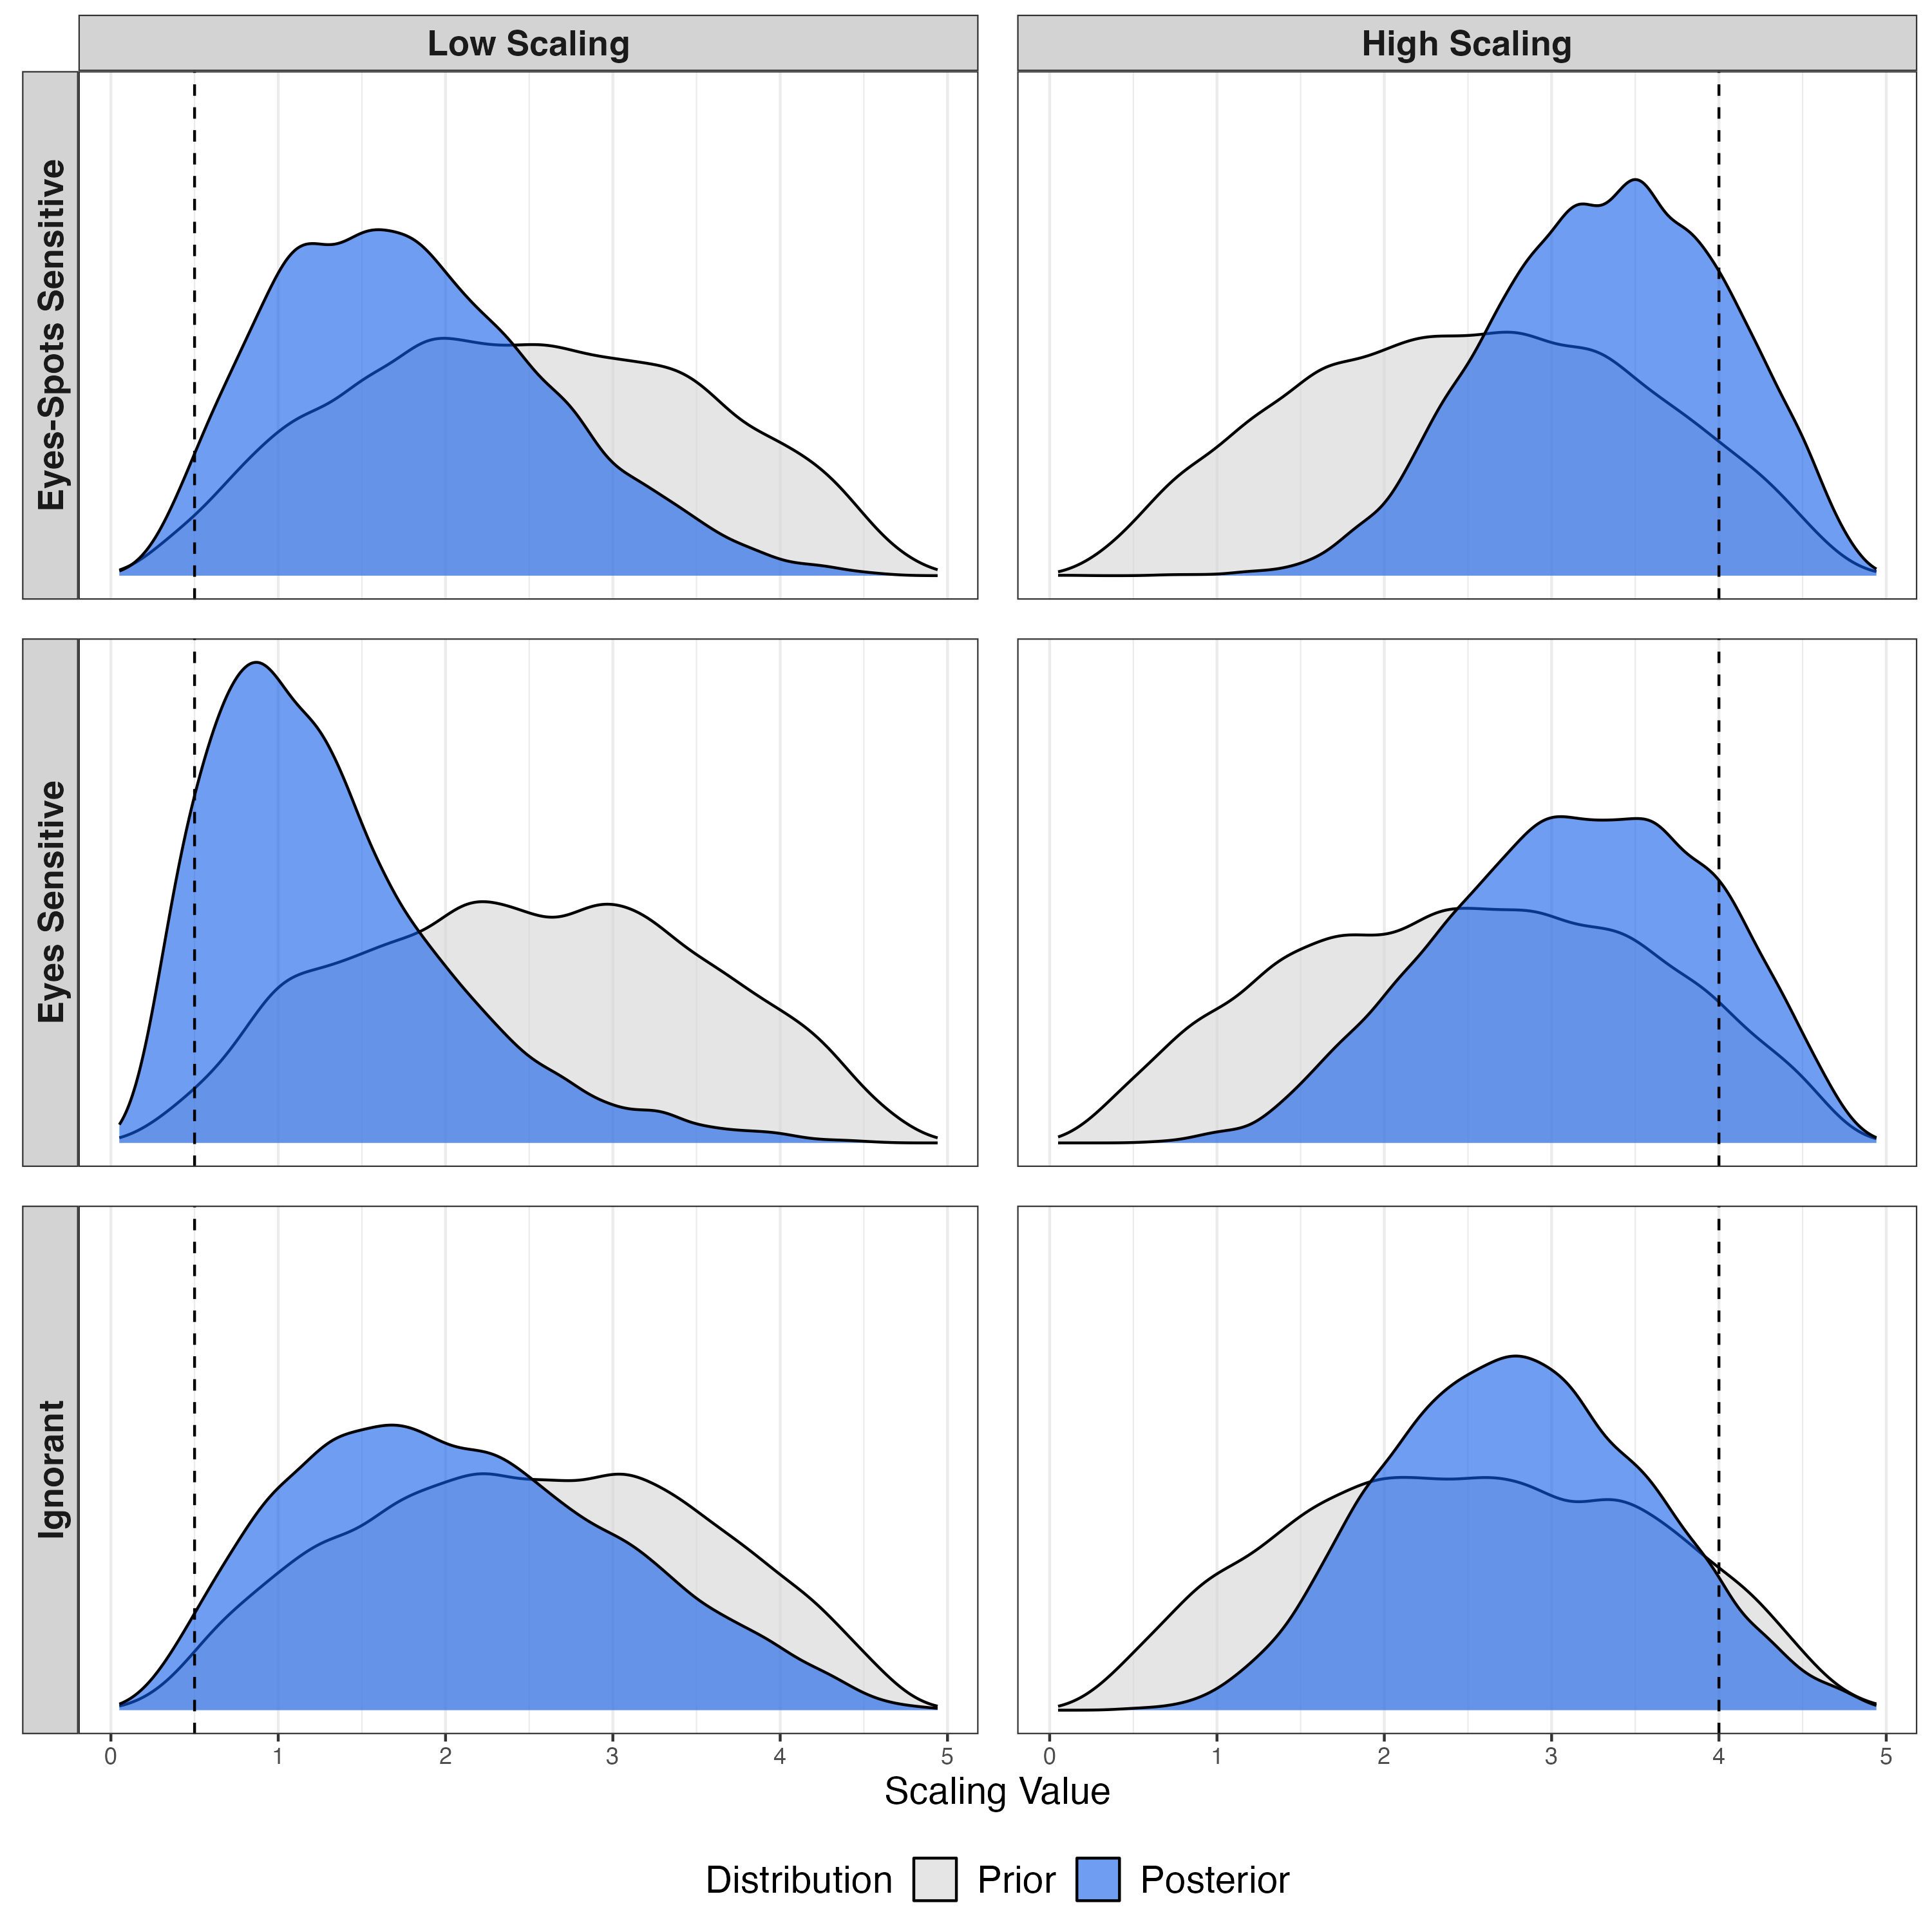 Low Scaling
High Scaling
Eyes-Spots Sensitive
Eyes Sensitive
Ignorant
0 1 2 3 4 5
0 1 2 3 4 5
Scaling Value
Distribution Prior Posterior